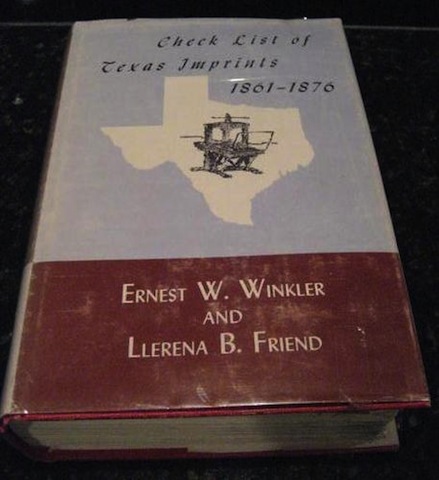 Check List of
Texas Imprints
1861–1876
ERNEST W. WINKLER
AND
LLERENA B. FRIEND